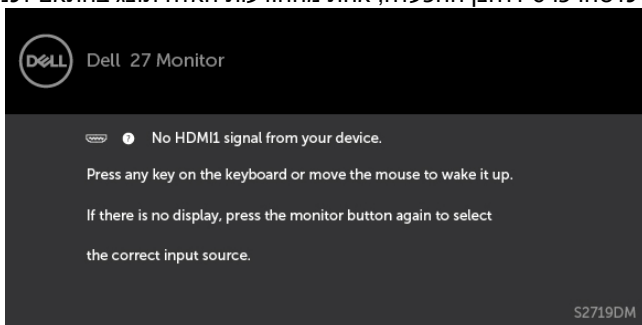 DELL
Dell 27 Monitor
No HDMI1 signal from your device.
Press any key on the keyboard or move the mouse to wake it up.
If there is no display, press the monitor button again to select
the correct input source.
S2719DM